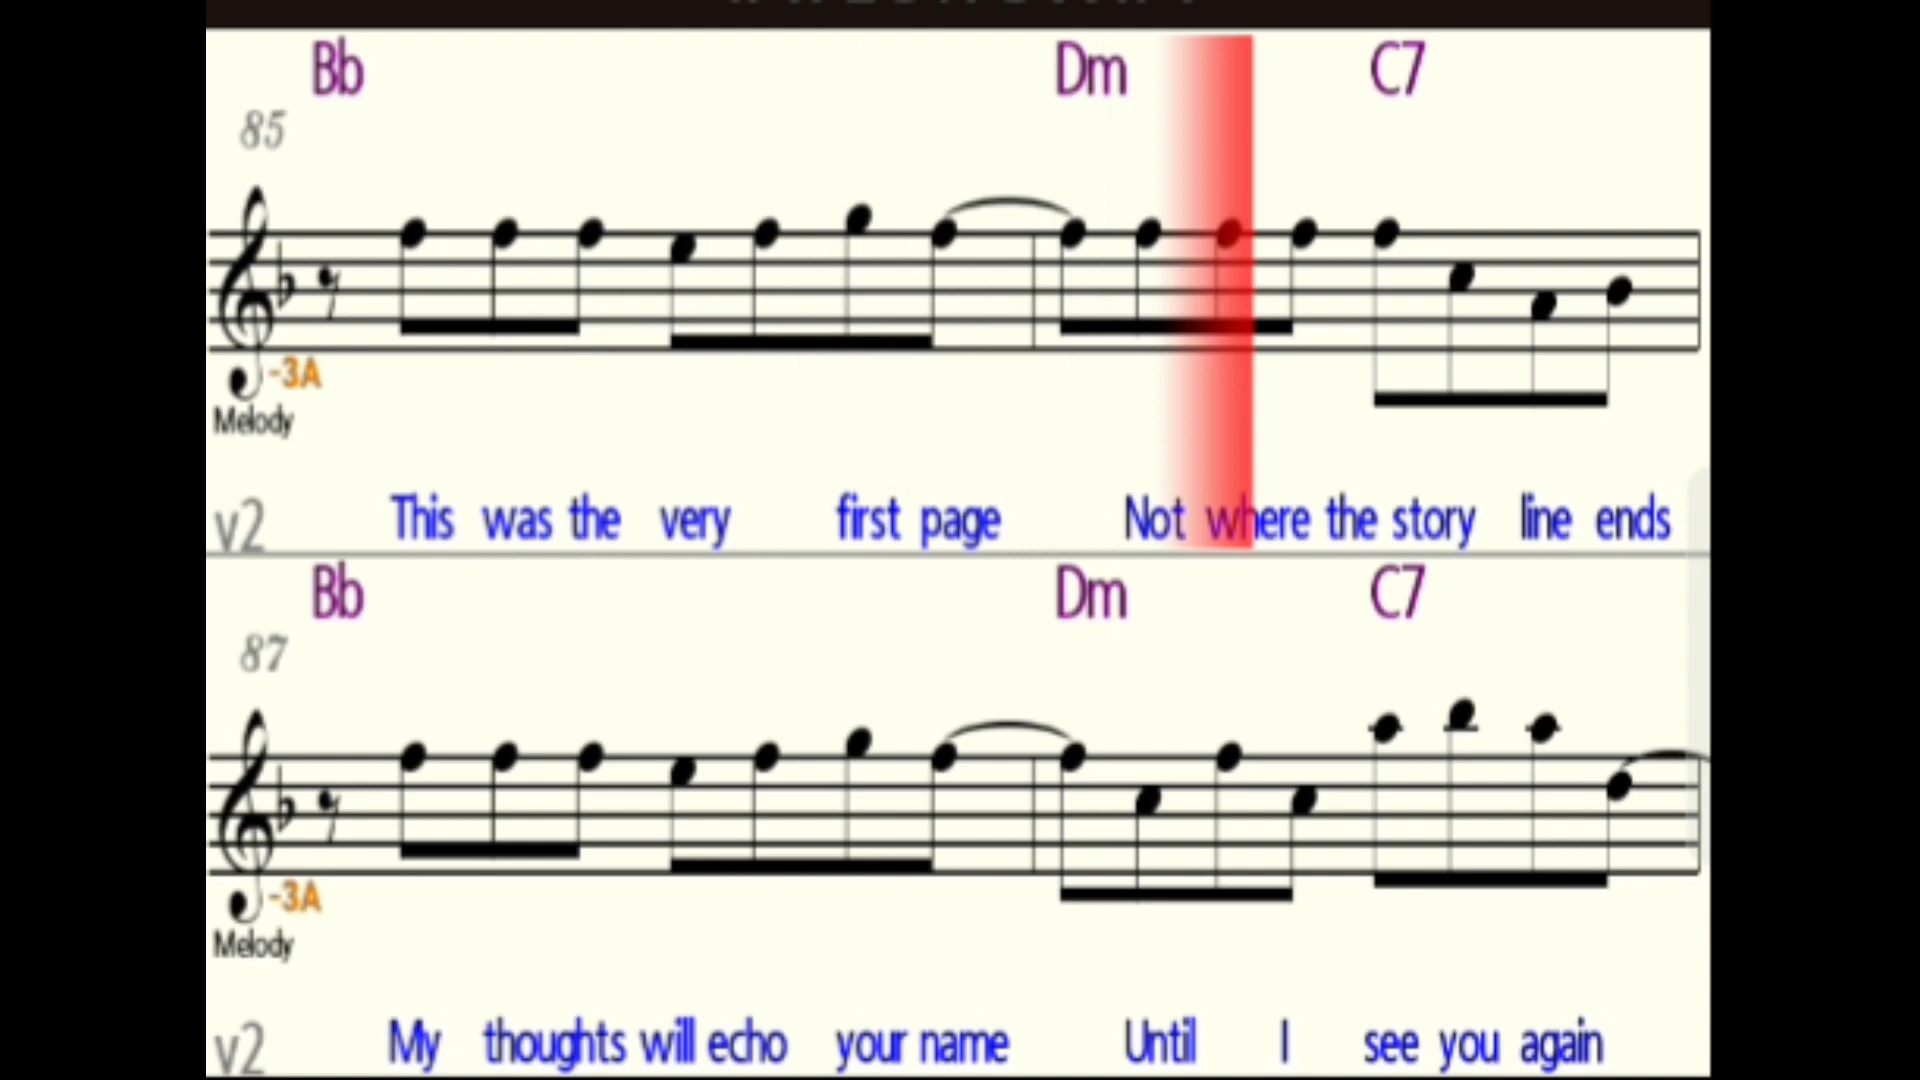 Bb Dm C7
85
-3A
Melody
v2 This was the very first page Not where the story line ends
Bb Dm C7
87
-3A
Melody
v2 My thoughts will echo your name Until I see you again